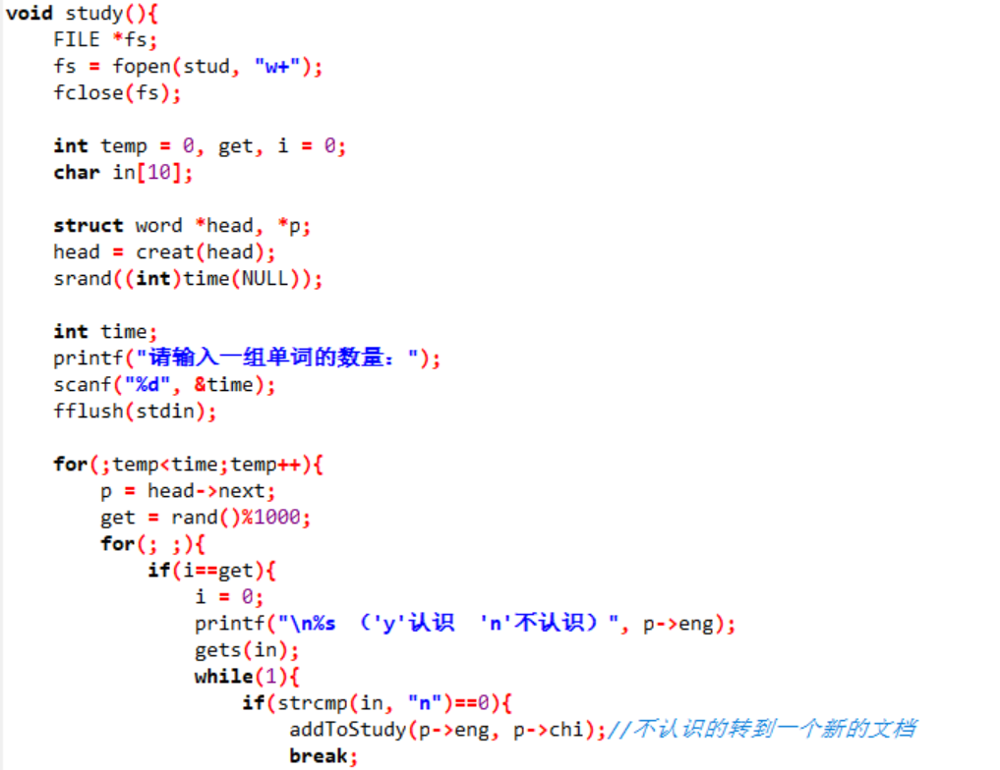 void study(){
    FILE *fs;
    fs = fopen(stud, "w+");
    fclose(fs);

    int temp = 0, get, i = 0;
    char in[10];

    struct word *head, *p;
    head = creat(head);
    srand((int)time(NULL));

    int time;
    printf("请输入一组单词的数量：");
    scanf("%d", &time);
    fflush(stdin);

    for(;temp<time;temp++){
        p = head->next;
        get = rand()%1000;
        for(; ;){
            if(i==get){
                i = 0;
                printf("\n%s （'y'认识  'n'不认识）", p->eng);
                gets(in);
                while(1){
                    if(strcmp(in, "n")==0){
                        addToStudy(p->eng, p->chi);//不认识的转到一个新的文档
                        break;